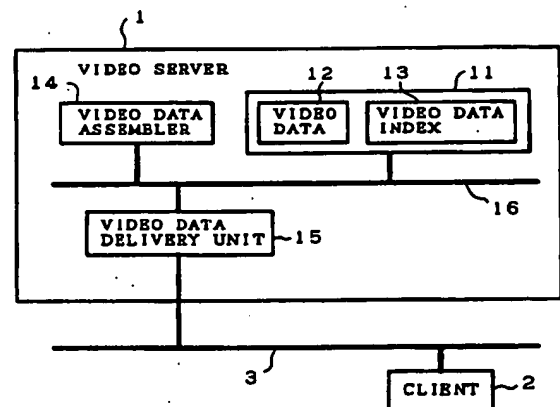 1
VIDEO SERVER
14
12
13
11
VIDEO DATA
ASSEMBLER
VIDEO
DATA
VIDEO DATA
INDEX
16
VIDEO DATA
DELIVERY UNIT
15
3
CLIENT
2